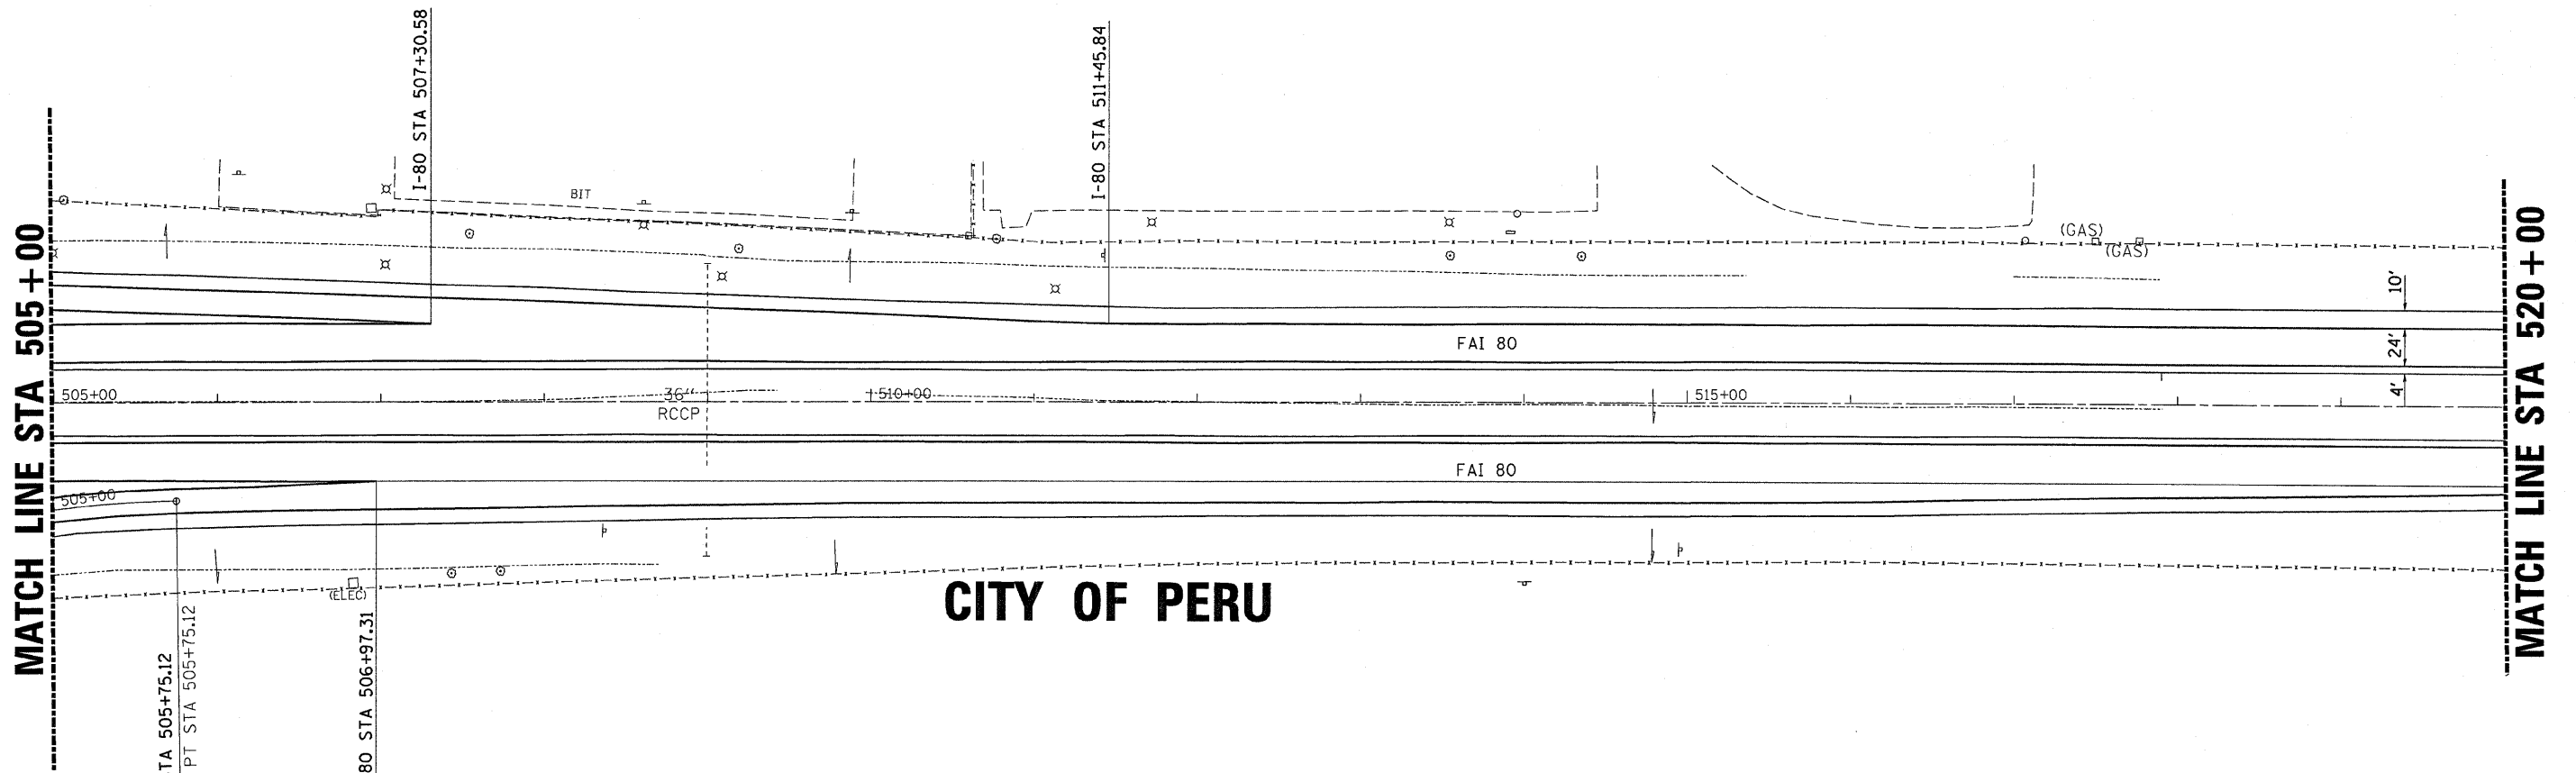 MATCH LINE STA 505+00
I-80 STA 507+30.58
I-80 STA 511+45.84
BIT
(GAS)
(GAS)
10'
FAI 80
24'
505+00
36"
RCCP
510+00
515+00
4'
FAI 80
505+00
(ELEC)
CITY OF PERU
TA 505+75.12
PT STA 505+75.12
80 STA 506+97.31
MATCH LINE STA 520+00